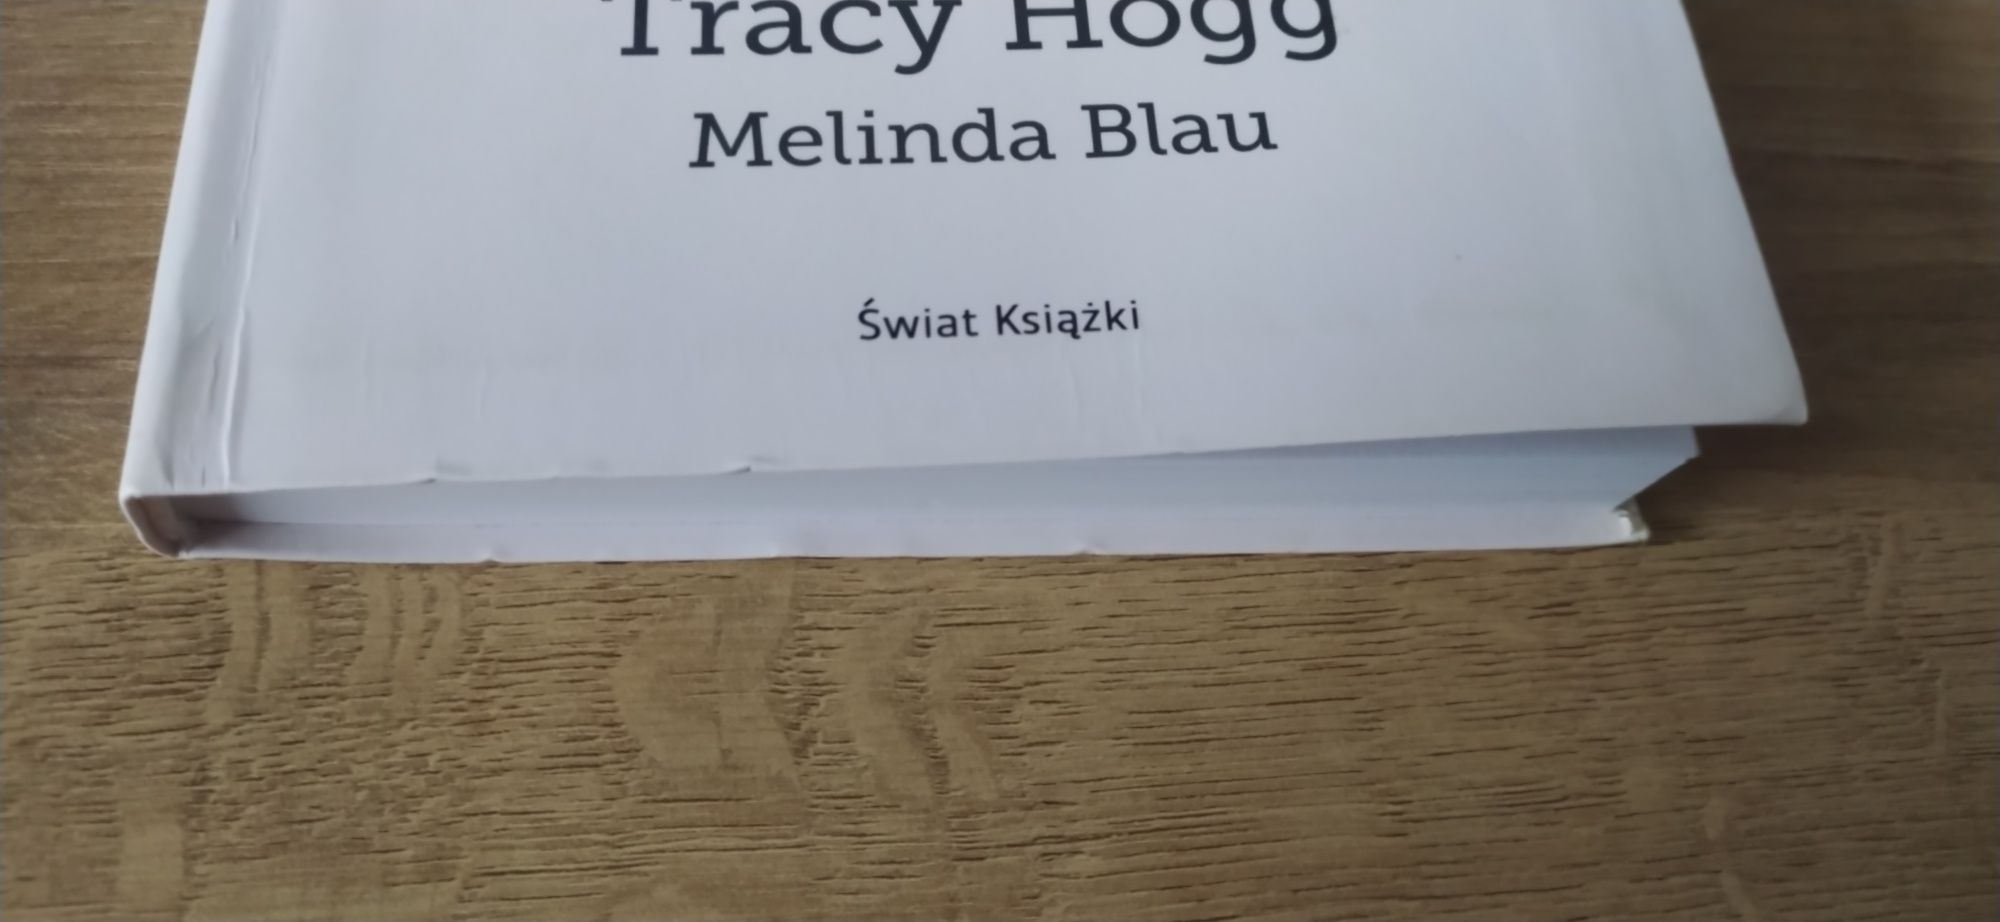 Tracy Hogg
Melinda Blau
Świat Książki